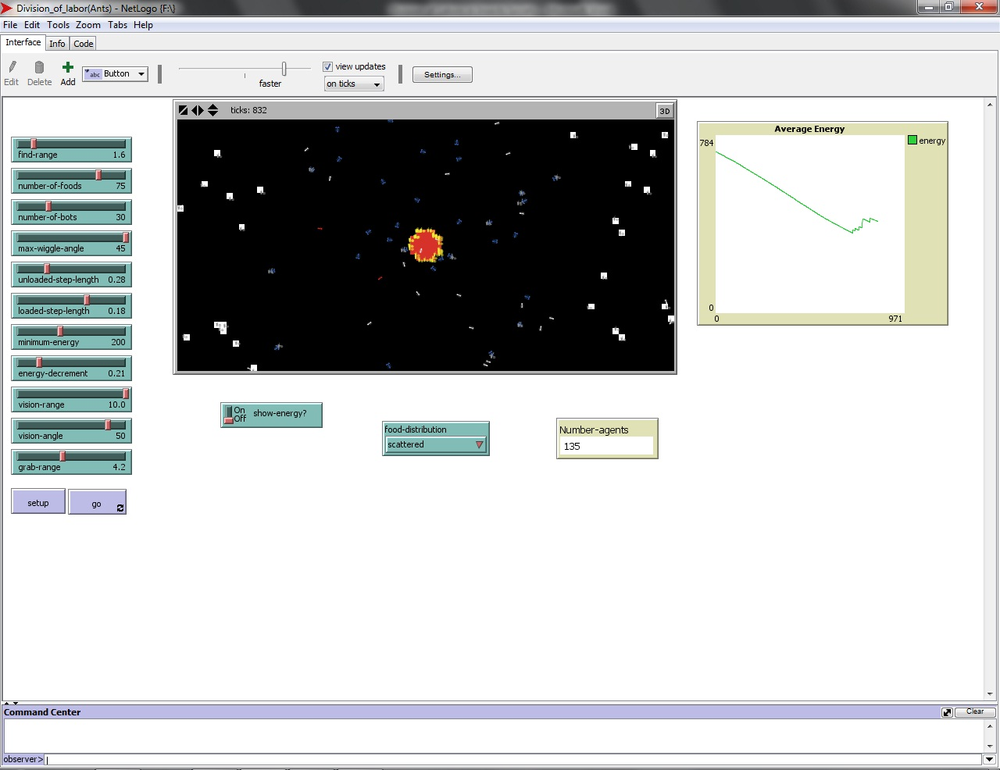 Division_of_labor(Ants) - NetLogo {F:\}
File Edit Tools Zoom Tabs Help
Interface Info Code
Edit Delete Add abc Button faster view updates on ticks Settings...
ticks: 832 3D
find-range 1.6
number-of-foods 75
number-of-bots 30
max-wiggle-angle 45
unloaded-step-length 0.28
loaded-step-length 0.18
minimum-energy 200
energy-decrement 0.21
vision-range 10.0
vision-angle 50
grab-range 4.2
setup go
Average Energy
784
0
0 971
energy
On
Off
show-energy?
food-distribution
scattered
Number-agents
135
Command Center Clear
observer>